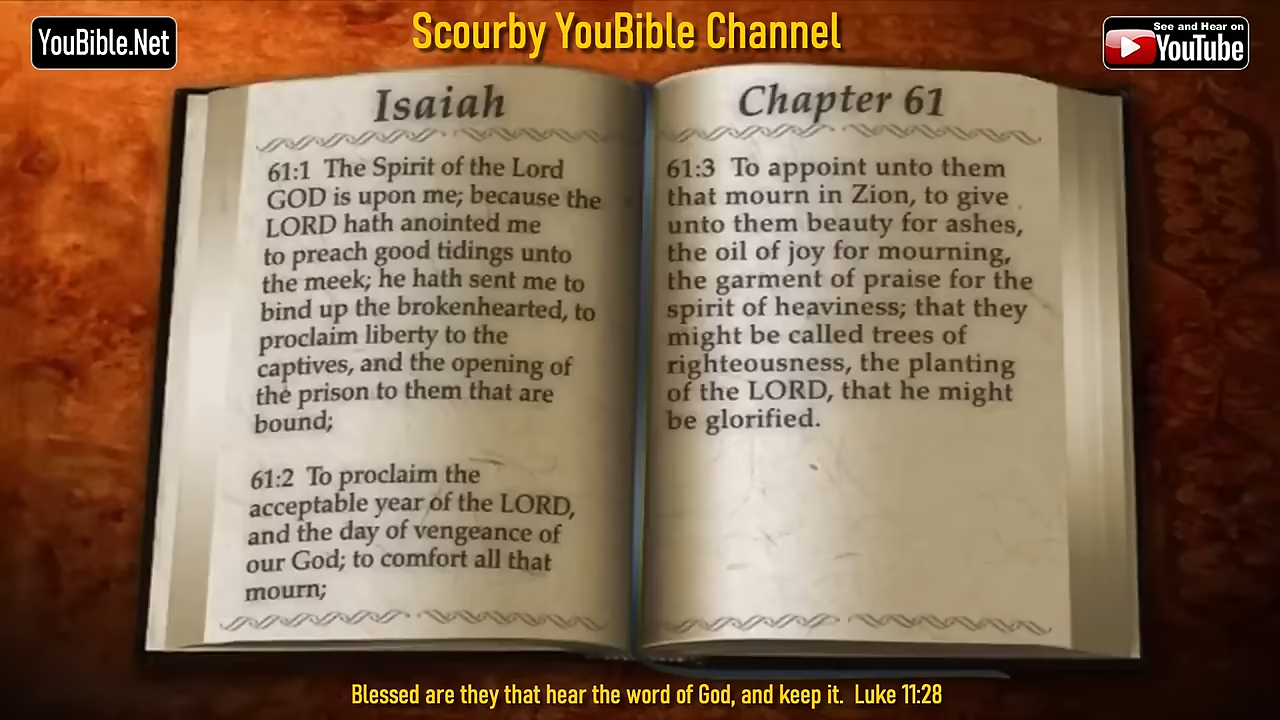 YouBible.Net
Scourby YouBible Channel
See and Hear on
YouTube
Isaiah
61:1 The Spirit of the Lord
GOD is upon me; because the
LORD hath anointed me
to preach good tidings unto
the meek; he hath sent me to
bind up the brokenhearted, to
proclaim liberty to the
captives, and the opening of
the prison to them that are
bound;
61:2 To proclaim the
acceptable year of the LORD,
and the day of vengeance of
our God; to comfort all that
mourn;
Chapter 61
61:3 To appoint unto them
that mourn in Zion, to give
unto them beauty for ashes,
the oil of joy for mourning,
the garment of praise for the
spirit of heaviness; that they
might be called trees of
righteousness, the planting
of the LORD, that he might
be glorified.
Blessed are they that hear the word of God, and keep it. Luke 11:28